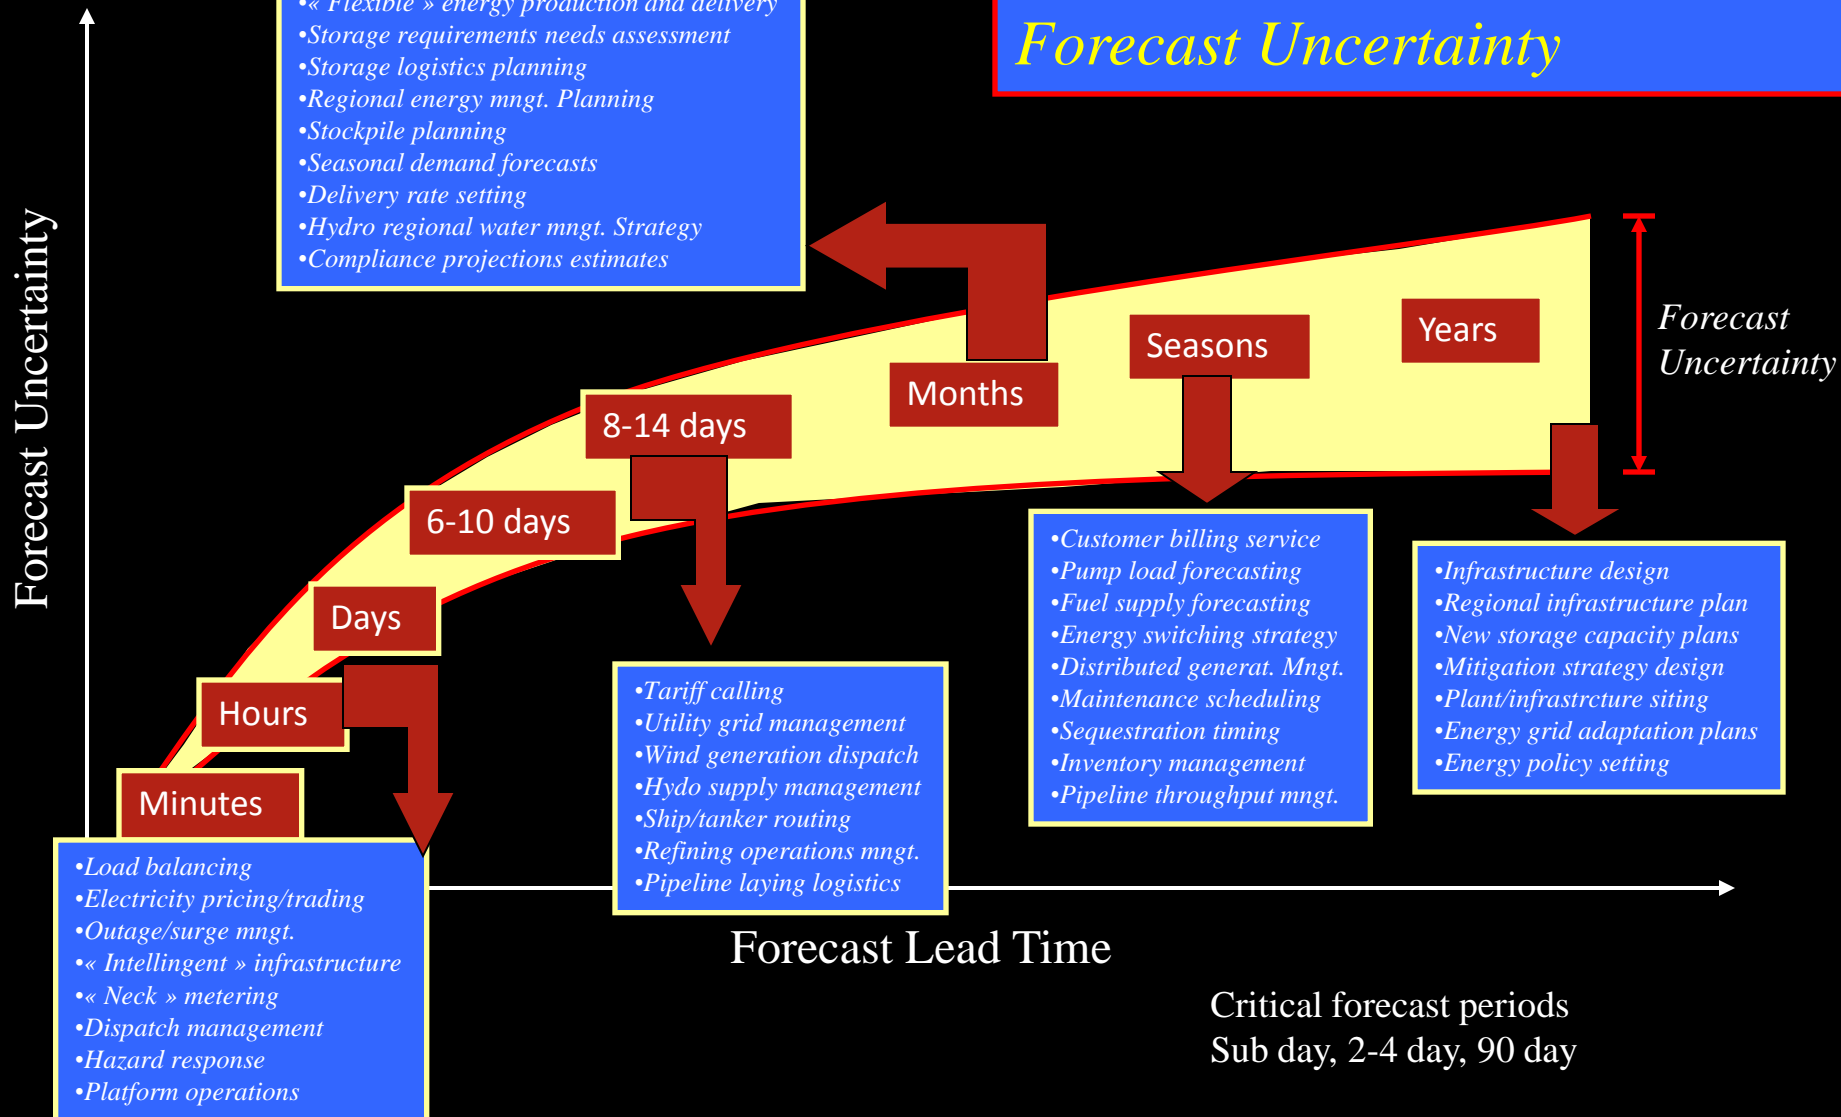 •« Flexible » energy production and delivery
•Storage requirements needs assessment
•Storage logistics planning
•Regional energy mngt. Planning
•Stockpile planning
•Seasonal demand forecasts
•Delivery rate setting
•Hydro regional water mngt. Strategy
•Compliance projections estimates
Forecast Uncertainty
Forecast Uncertainty
Forecast
Uncertainty
Years
Seasons
Months
8-14 days
6-10 days
Days
Hours
Minutes
•Load balancing
•Electricity pricing/trading
•Outage/surge mngt.
•« Intellingent » infrastructure
•« Neck » metering
•Dispatch management
•Hazard response
•Platform operations
•Tariff calling
•Utility grid management
•Wind generation dispatch
•Hydo supply management
•Ship/tanker routing
•Refining operations mngt.
•Pipeline laying logistics
•Customer billing service
•Pump load forecasting
•Fuel supply forecasting
•Energy switching strategy
•Distributed generat. Mngt.
•Maintenance scheduling
•Sequestration timing
•Inventory management
•Pipeline throughput mngt.
•Infrastructure design
•Regional infrastructure plan
•New storage capacity plans
•Mitigation strategy design
•Plant/infrastrcture siting
•Energy grid adaptation plans
•Energy policy setting
Forecast Lead Time
Critical forecast periods
Sub day, 2-4 day, 90 day